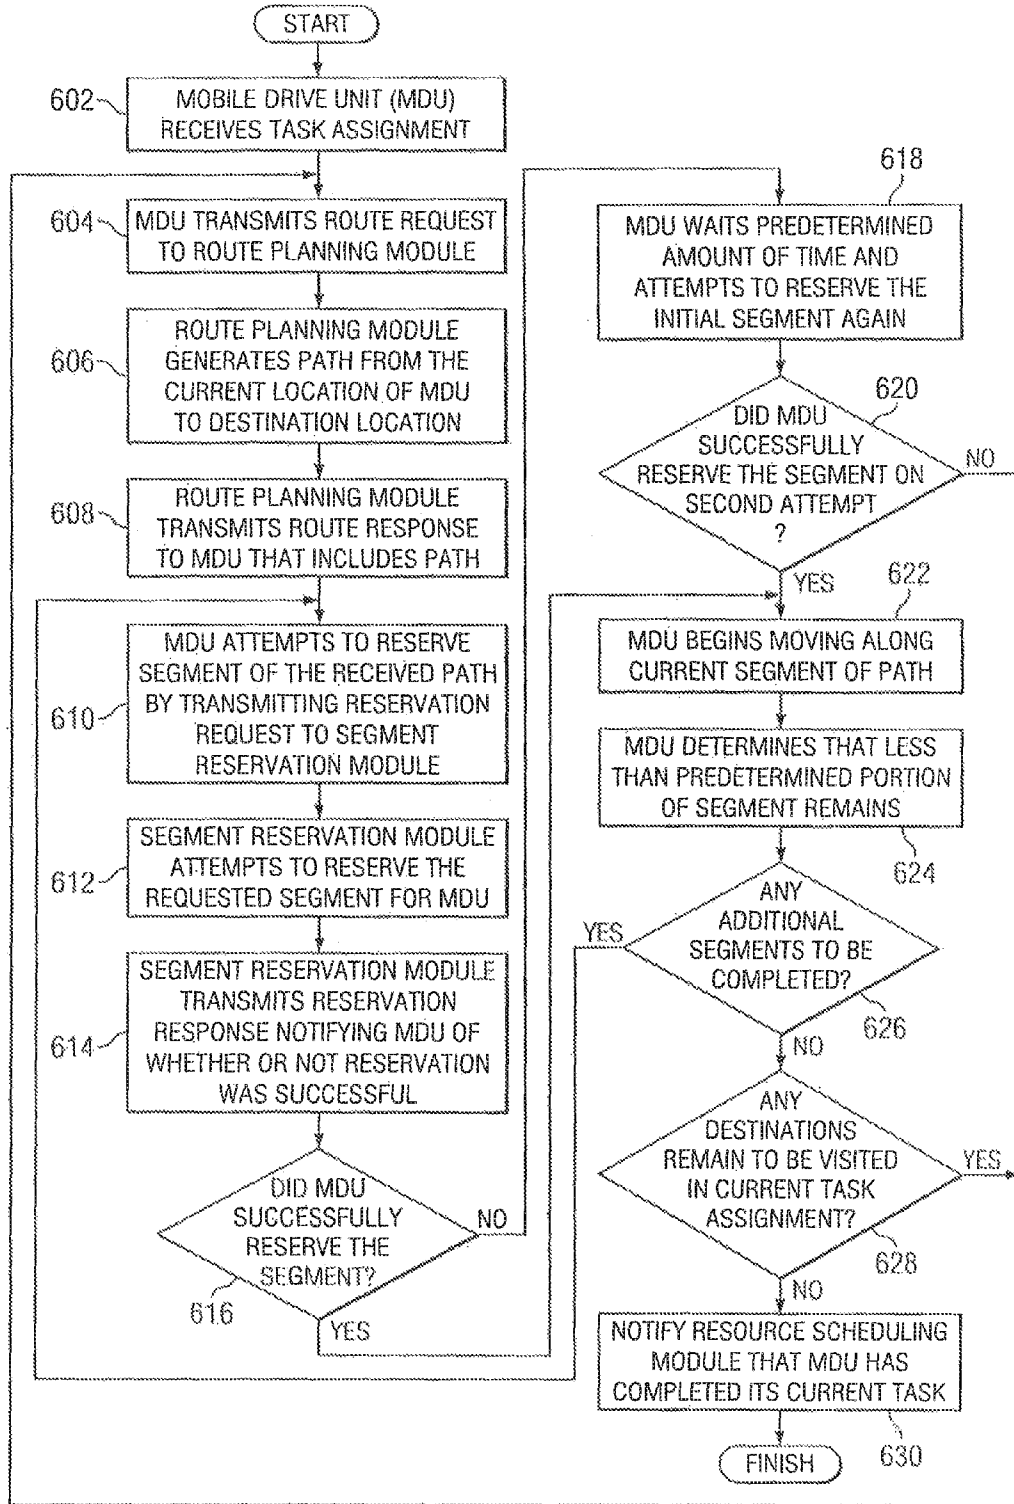 START
602
MOBILE DRIVE UNIT (MDU)
RECEIVES TASK ASSIGNMENT
604
MDU TRANSMITS ROUTE REQUEST
TO ROUTE PLANNING MODULE
606
ROUTE PLANNING MODULE
GENERATES PATH FROM THE
CURRENT LOCATION OF MDU
TO DESTINATION LOCATION
608
ROUTE PLANNING MODULE
TRANSMITS ROUTE RESPONSE
TO MDU THAT INCLUDES PATH
610
MDU ATTEMPTS TO RESERVE
SEGMENT OF THE RECEIVED PATH
BY TRANSMITTING RESERVATION
REQUEST TO SEGMENT
RESERVATION MODULE
612
SEGMENT RESERVATION MODULE
ATTEMPTS TO RESERVE THE
REQUESTED SEGMENT FOR MDU
614
SEGMENT RESERVATION MODULE
TRANSMITS RESERVATION
RESPONSE NOTIFYING MDU OF
WHETHER OR NOT RESERVATION
WAS SUCCESSFUL
DID MDU
SUCCESSFULLY
RESERVE THE
SEGMENT?
616
NO
YES
618
MDU WAITS PREDETERMINED
AMOUNT OF TIME AND
ATTEMPTS TO RESERVE THE
INITIAL SEGMENT AGAIN
620
DID MDU
SUCCESSFULLY
RESERVE THE SEGMENT ON
SECOND ATTEMPT
?
NO
YES
622
MDU BEGINS MOVING ALONG
CURRENT SEGMENT OF PATH
MDU DETERMINES THAT LESS
THAN PREDETERMINED PORTION
OF SEGMENT REMAINS
624
ANY
ADDITIONAL
SEGMENTS TO BE
COMPLETED?
YES
626
NO
ANY
DESTINATIONS
REMAIN TO BE VISITED
IN CURRENT TASK
ASSIGNMENT?
YES
628
NO
NOTIFY RESOURCE SCHEDULING
MODULE THAT MDU HAS
COMPLETED ITS CURRENT TASK
630
FINISH